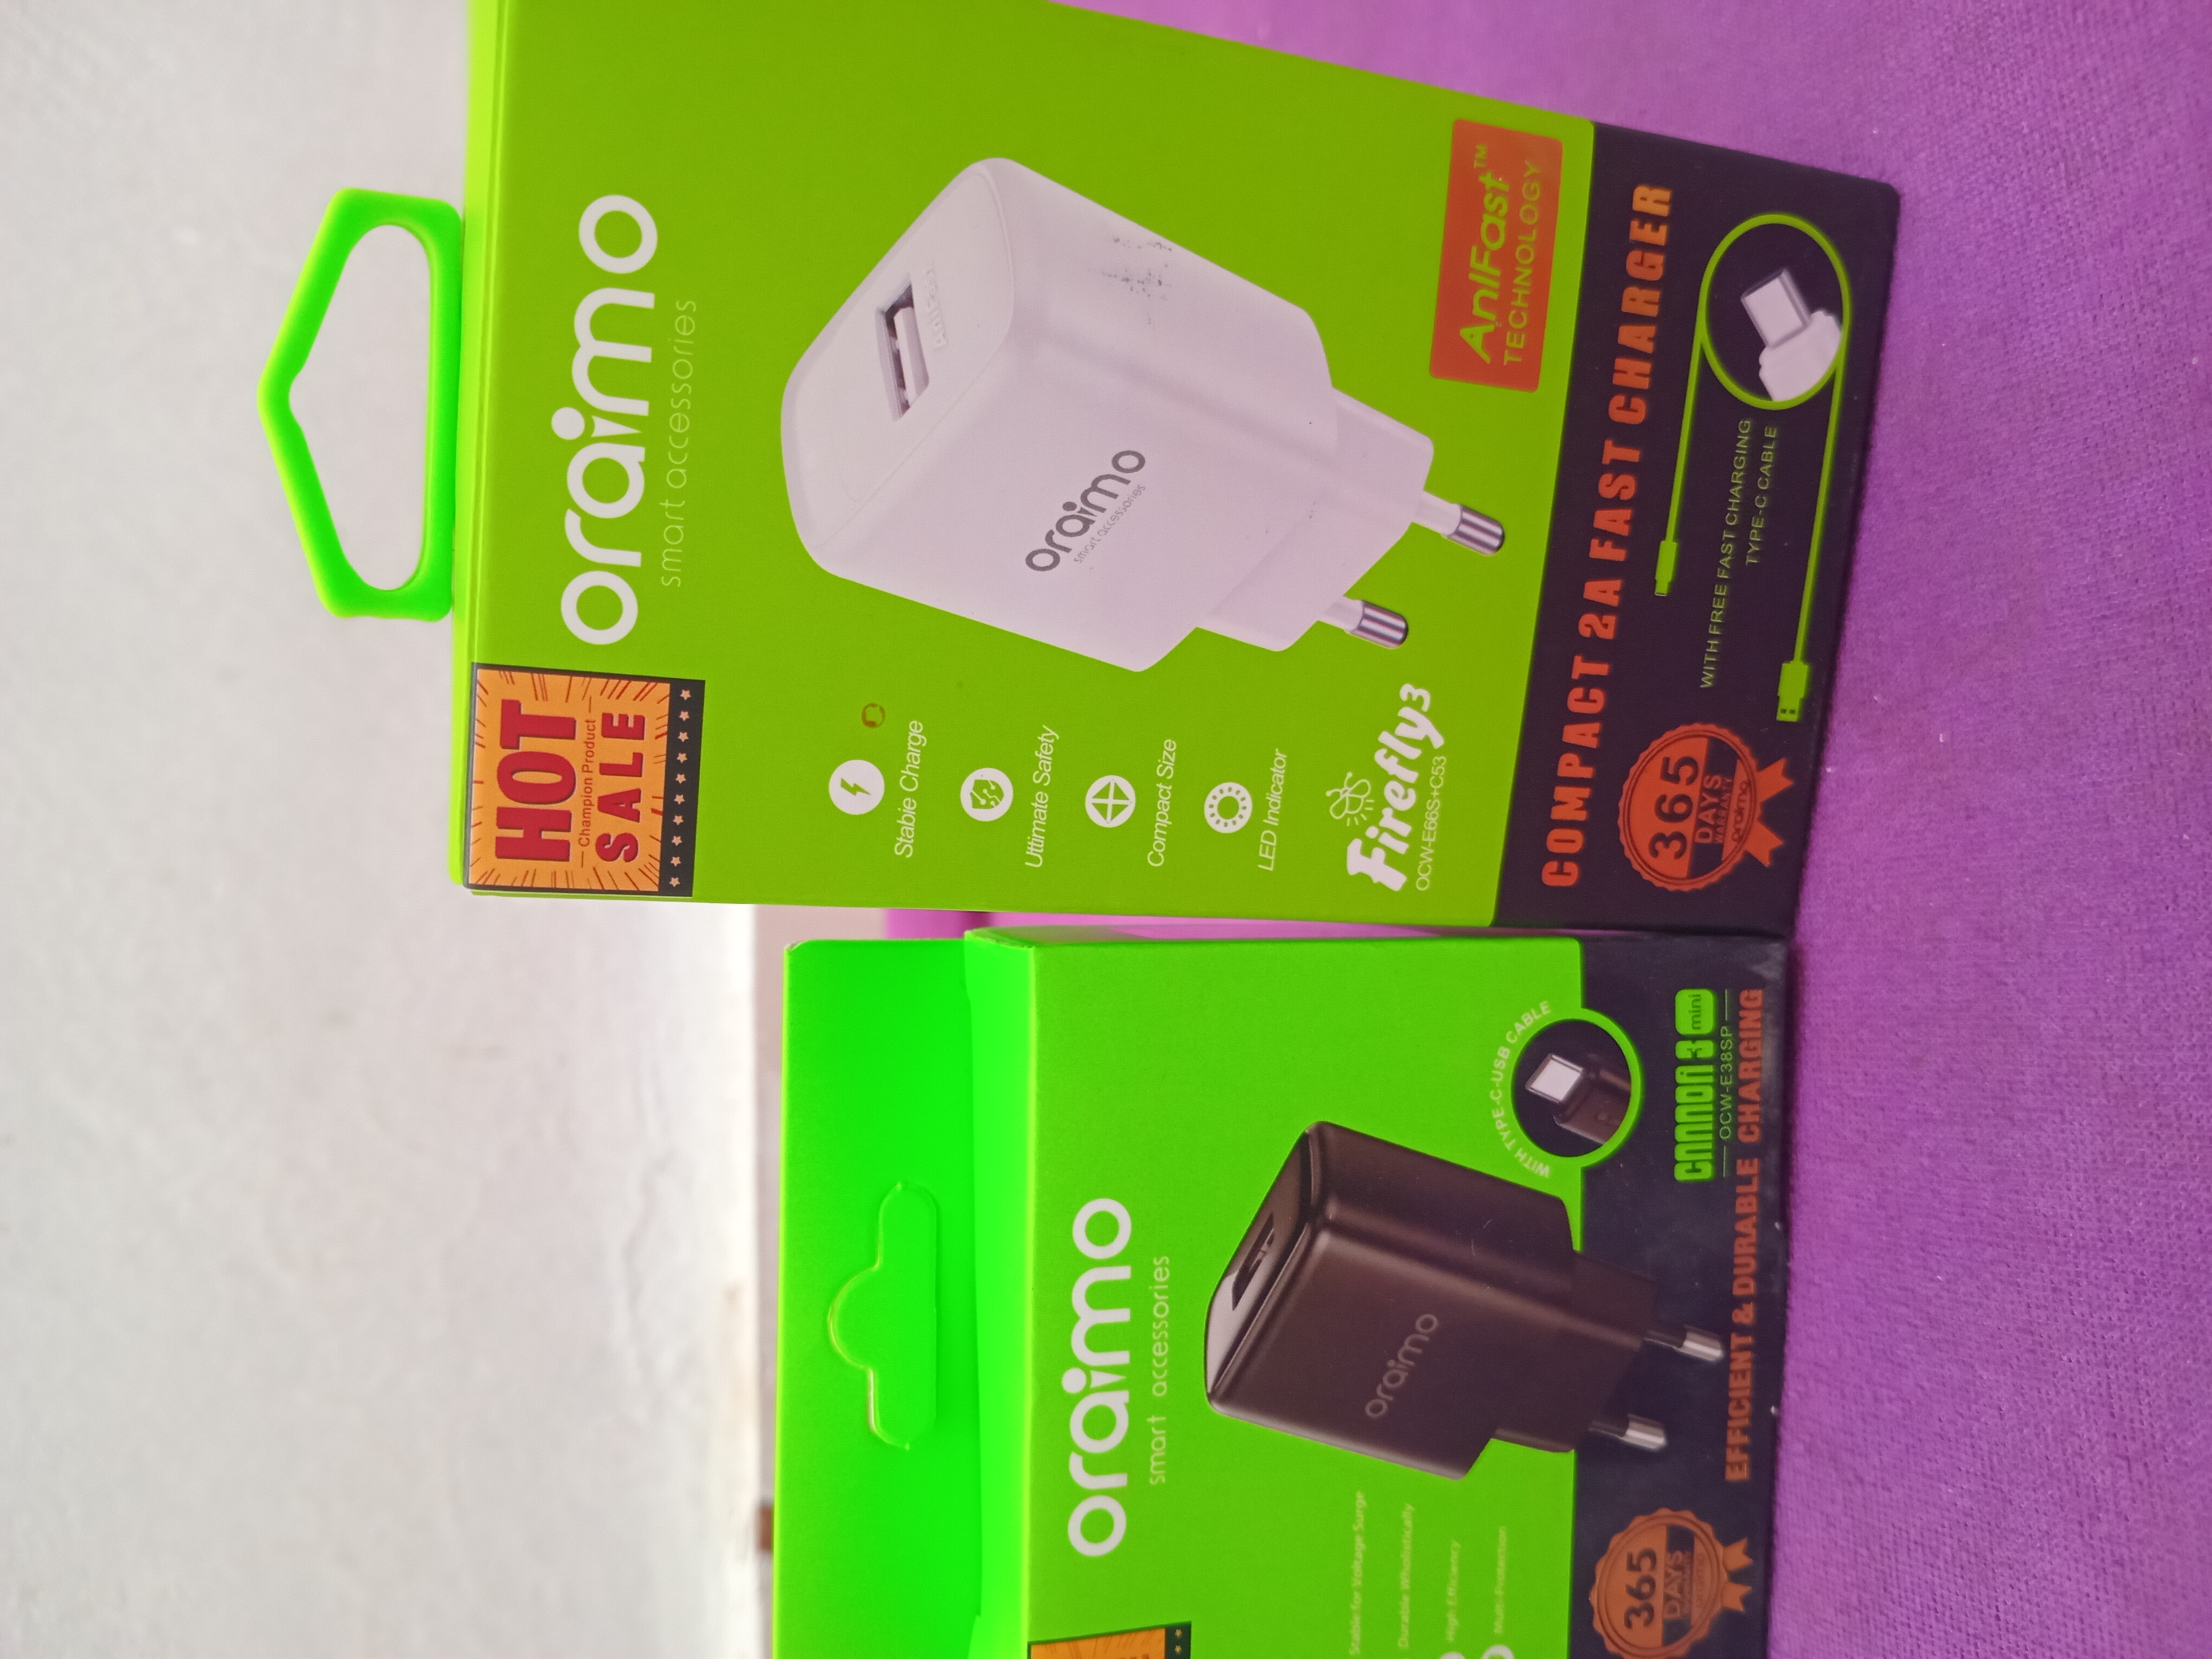 oraimo
smart accessories
oraimo
Stable for Voltage Surge
Durable Wholistically
High Efficiency
Multi-Protection
WITH TYPE-C-USB CABLE
365
DAYS
oraimo
CANNON 3 mini
OCW-E38SP
EFFICIENT & DURABLE CHARGING
HOT
Champion Product
SALE
oraimo
smart accessories
Stabie Charge
Uttimate Safety
Compact Size
LED Indicator
AniFast
oraimo
smart accessories
Firefly3
OCW-E66S+C53
AnIFast™
TECHNOLOGY
COMPACT 2A FAST CHARGER
365
DAYS
WARRANTY
oraimo
WITH FREE FAST CHARGING
TYPE-C CABLE